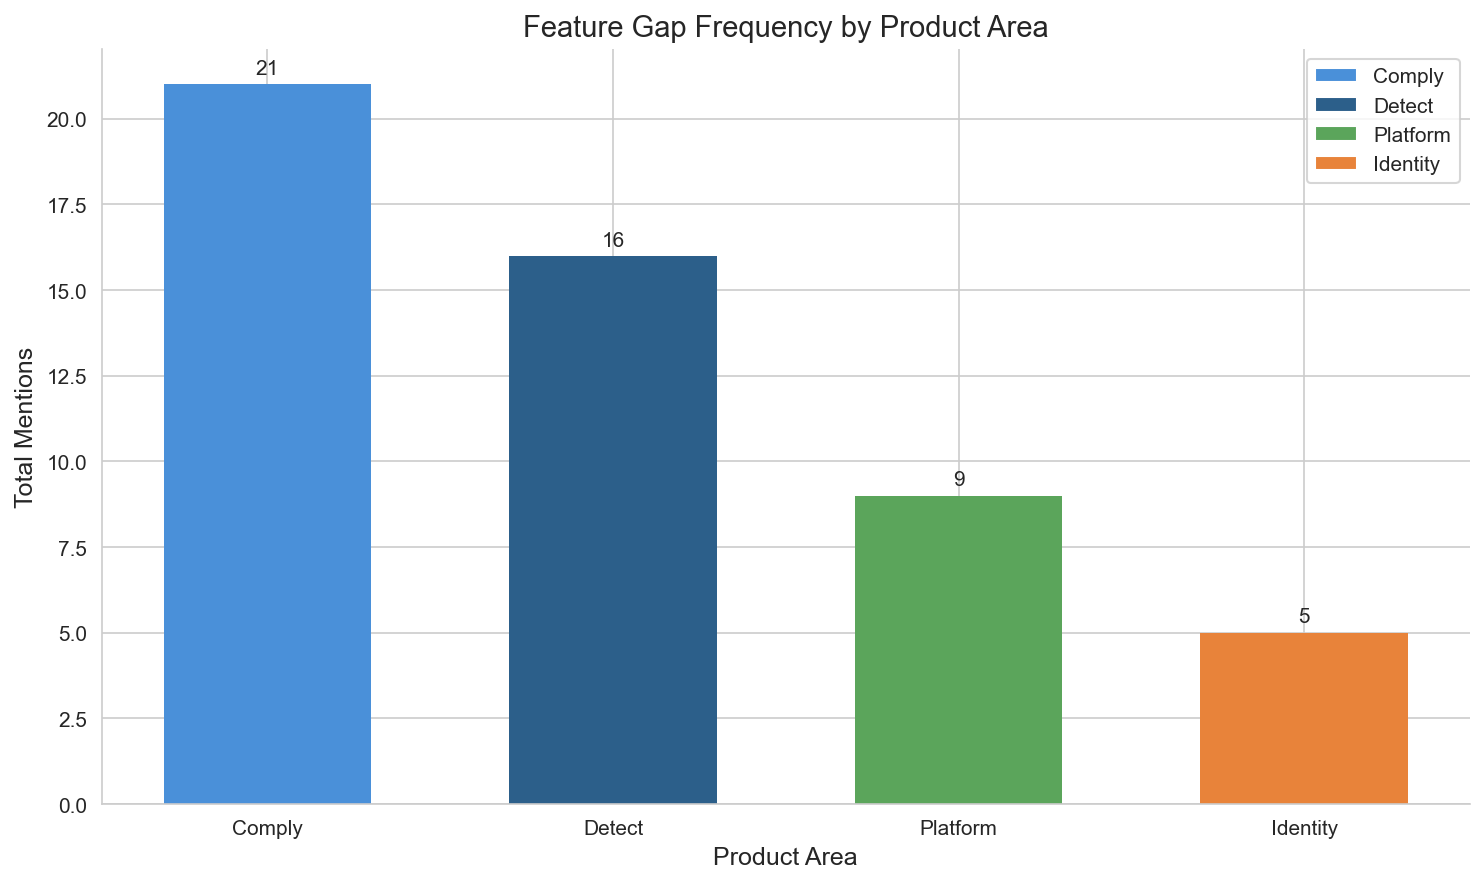 Feature Gap Frequency by Product Area
Total Mentions
20.0
17.5
15.0
12.5
10.0
7.5
5.0
2.5
0.0
21
16
9
5
Comply
Detect
Platform
Identity
Comply
Detect
Platform
Identity
Product Area